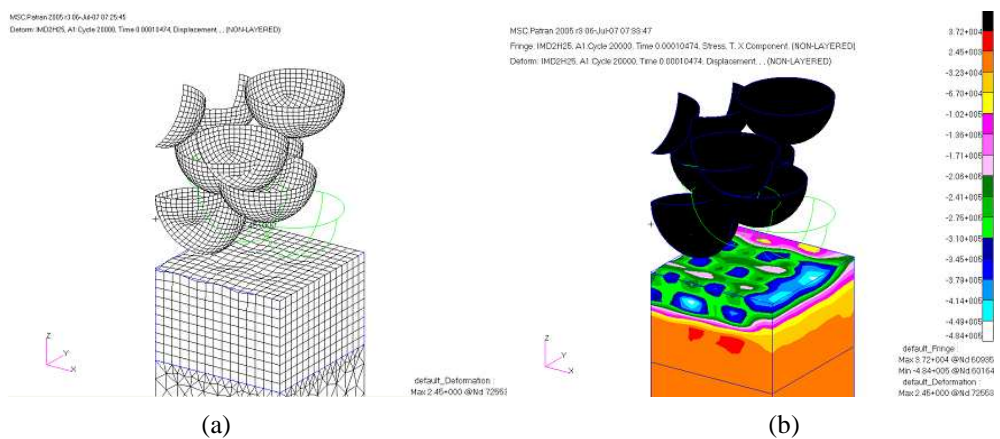 MSC.Patran 2005 r3 06-Jul-07 07:25:45
Deform: IMD2H25, A1:Cycle 20000, Time 0.00010474, Displacement, , , (NON-LAYERED)
Z
Y
X
default_Deformation :
Max 2.45+000 @Nd 72553
(a)
MSC.Patran 2005 r3 06-Jul-07 07:33:47
Fringe: IMD2H25, A1:Cycle 20000, Time 0.00010474, Stress, T. X Component, (NON-LAYERED)
Deform: IMD2H25, A1:Cycle 20000, Time 0.00010474, Displacement, , , (NON-LAYERED)
3.72+004
2.45+003
-3.23+004
-6.70+004
-1.02+005
-1.36+005
-1.71+005
-2.06+005
-2.41+005
-2.75+005
-3.10+005
-3.45+005
-3.79+005
-4.14+005
-4.49+005
-4.84+005
Z
Y
X
default_Fringe :
Max 3.72+004 @Nd 60935
Min -4.84+005 @Nd 60164
default_Deformation :
Max 2.45+000 @Nd 72553
(b)